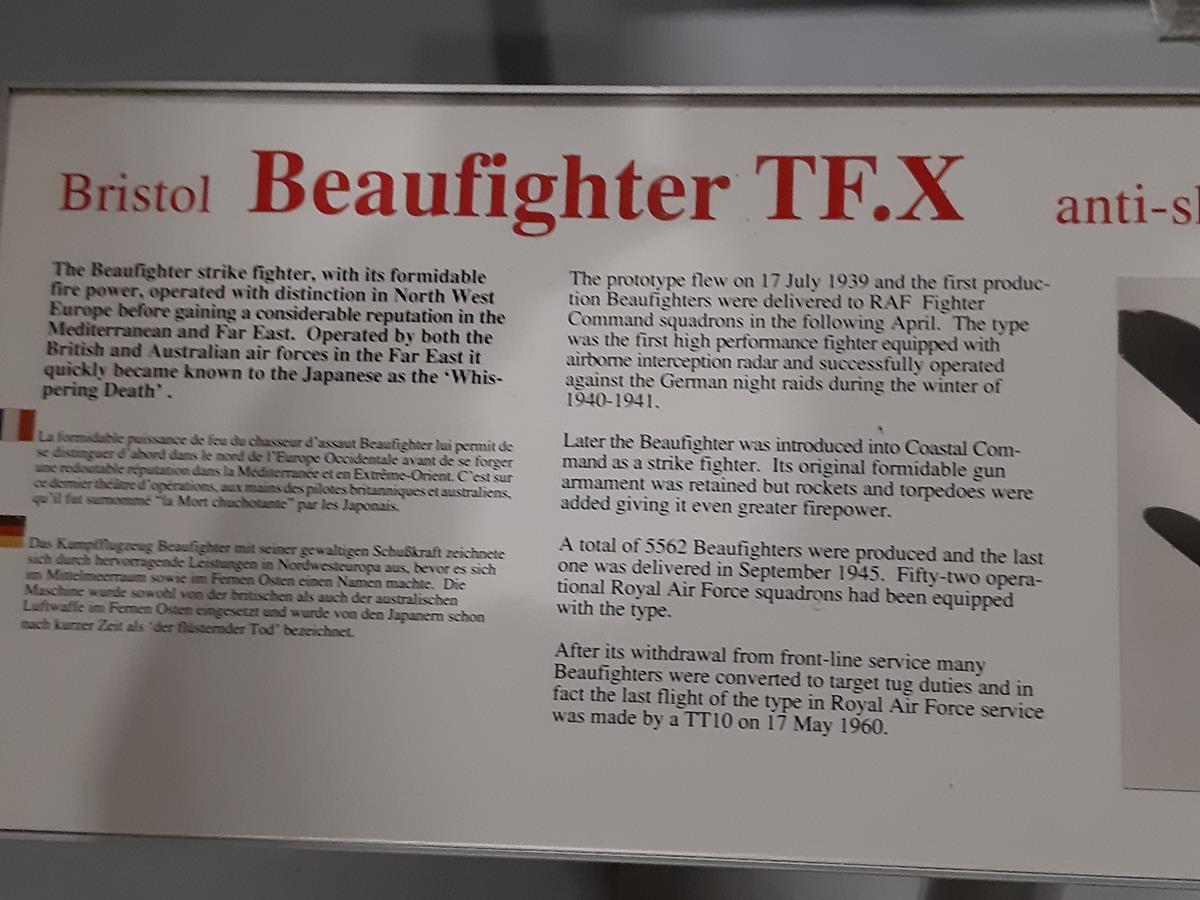 Bristol Beaufighter TF.X anti-s
The Beaufighter strike fighter, with its formidable
fire power, operated with distinction in North West
Europe before gaining a considerable reputation in the
Mediterranean and Far East. Operated by both the
British and Australian air forces in the Far East it
quickly became known to the Japanese as the ‘Whis-
pering Death’.
La formidable puissance de feu du chasseur d'assaut Beaufighter lui permit de
se distinguer d'abord dans le nord de l'Europe Occidentale avant de se forger
une redoutable réputation dans la Méditerranée et en Extrême-Orient. C'est sur
ce dernier théâtre d'opérations, aux mains des pilotes britanniques et australiens,
qu'il fut surnommé "la Mort chuchotante" par les Japonais.
Das Kampfflugzeug Beaufighter mit seiner gewaltigen Schußkraft zeichnete
sich durch hervorragende Leistungen in Nordwesteuropa aus, bevor es sich
im Mittelmeerraum sowie im Fernen Osten einen Namen machte. Die
Maschine wurde sowohl von der britischen als auch der australischen
Luftwaffe im Fernen Osten eingesetzt und wurde von den Japanern schon
nach kurzer Zeit als 'der flüsternder Tod' bezeichnet.
The prototype flew on 17 July 1939 and the first produc-
tion Beaufighters were delivered to RAF Fighter
Command squadrons in the following April. The type
was the first high performance fighter equipped with
airborne interception radar and successfully operated
against the German night raids during the winter of
1940-1941.
Later the Beaufighter was introduced into Coastal Com-
mand as a strike fighter. Its original formidable gun
armament was retained but rockets and torpedoes were
added giving it even greater firepower.
A total of 5562 Beaufighters were produced and the last
one was delivered in September 1945. Fifty-two opera-
tional Royal Air Force squadrons had been equipped
with the type.
After its withdrawal from front-line service many
Beaufighters were converted to target tug duties and in
fact the last flight of the type in Royal Air Force service
was made by a TT10 on 17 May 1960.